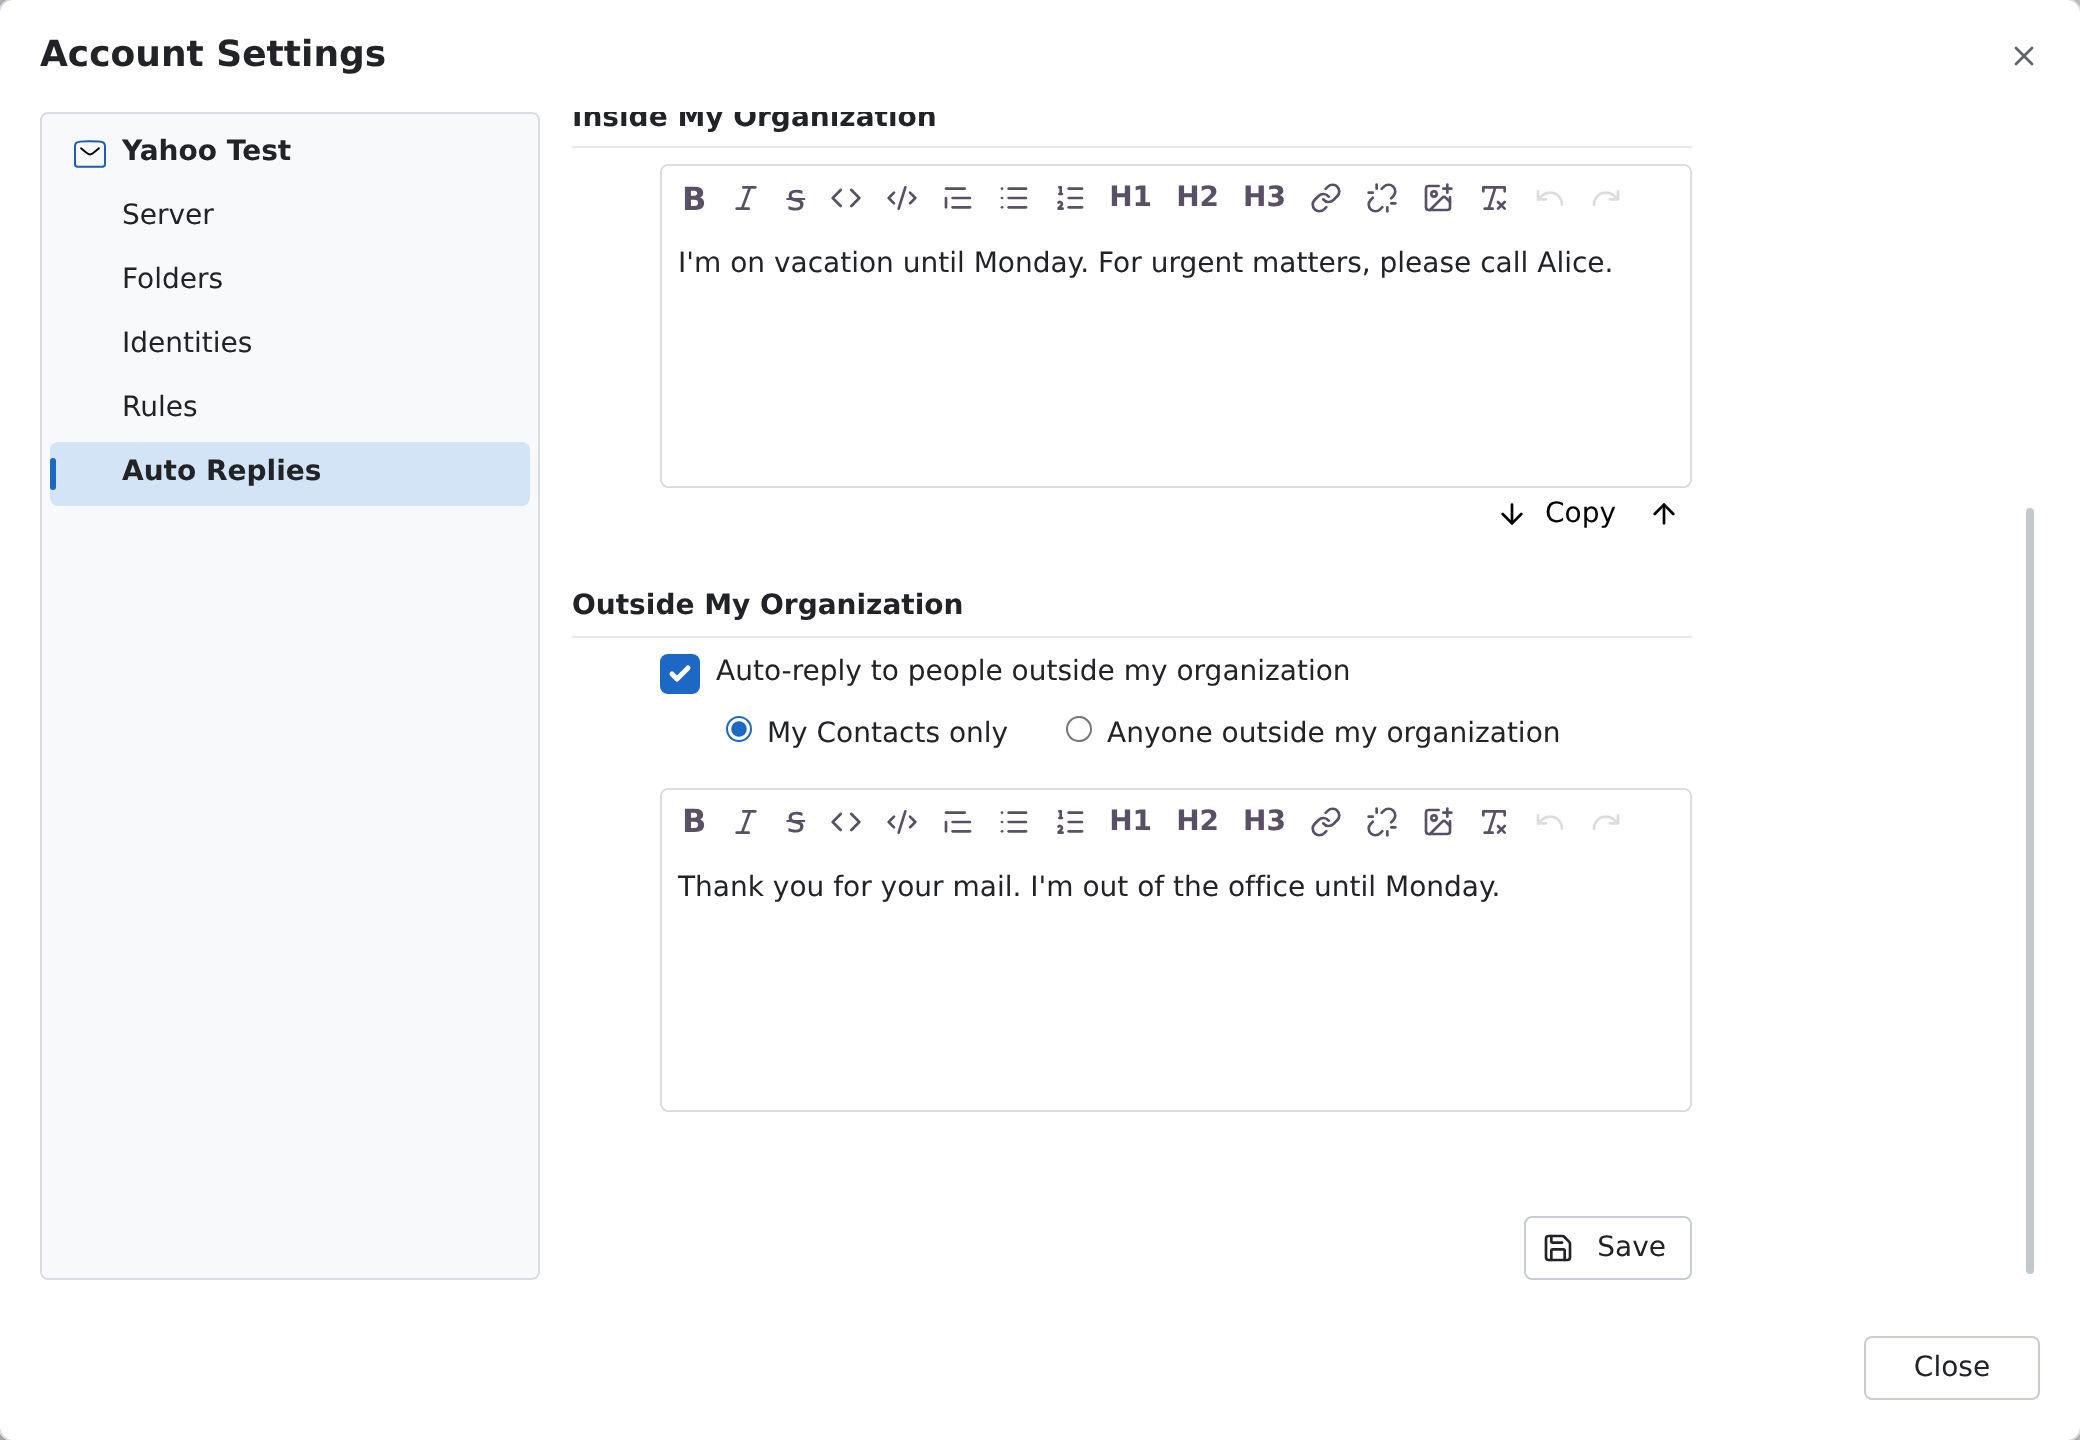 Account Settings
Yahoo Test
Server
Folders
Identities
Rules
Auto Replies
Inside My Organization
B I S H1 H2 H3
I'm on vacation until Monday. For urgent matters, please call Alice.
Copy
Outside My Organization
Auto-reply to people outside my organization
My Contacts only
Anyone outside my organization
B I S H1 H2 H3
Thank you for your mail. I'm out of the office until Monday.
Save
Close